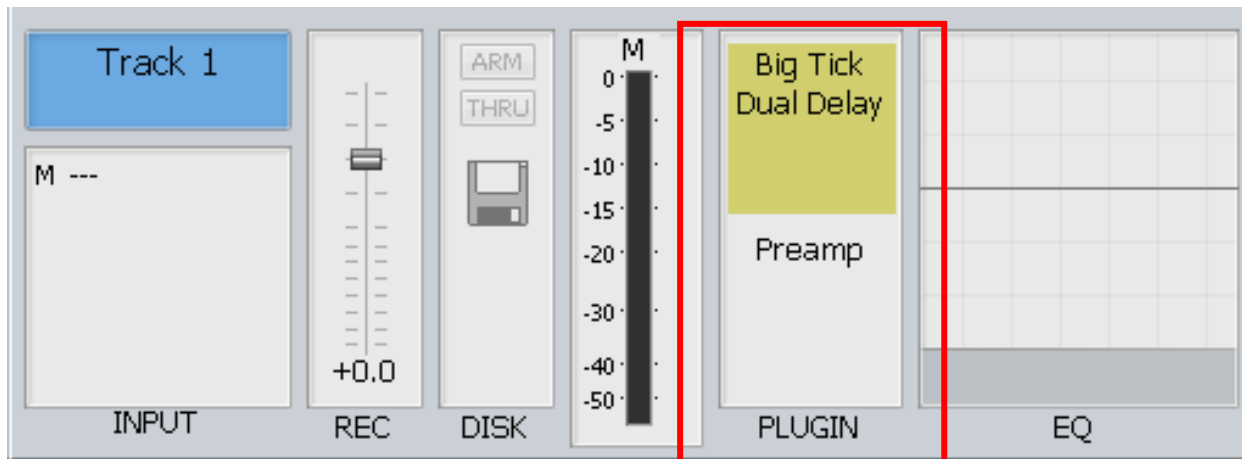 Track 1
M ---
INPUT
+0.0
REC
ARM
THRU
DISK
M
0
-5
-10
-15
-20
-30
-40
-50
Big Tick
Dual Delay
Preamp
PLUGIN
EQ